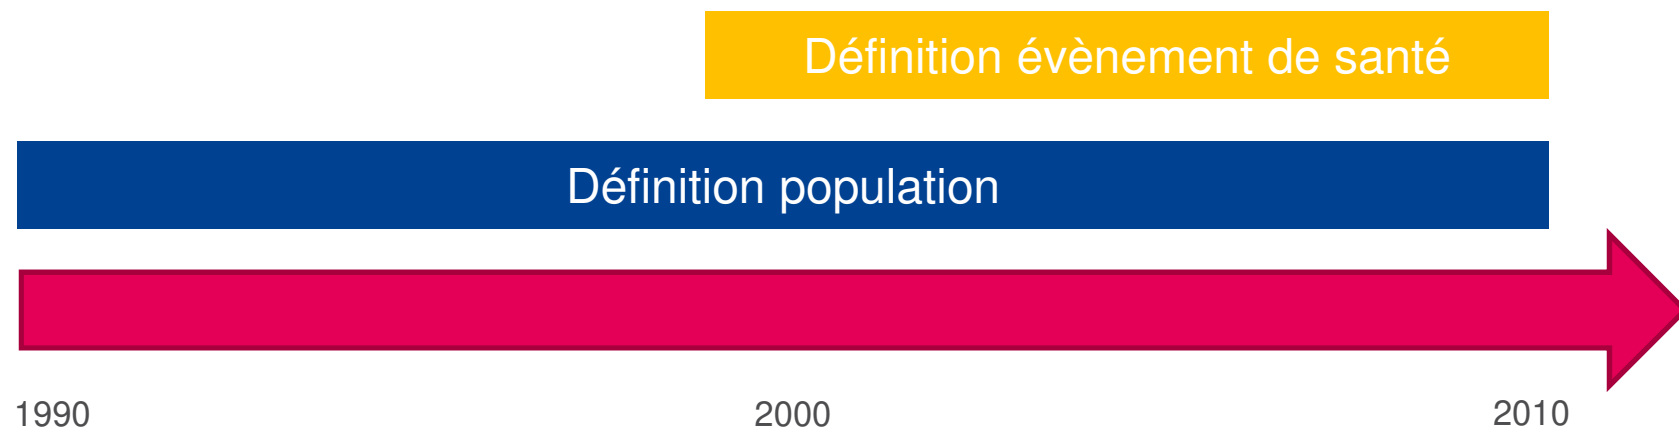 Définition évènement de santé
Définition population
1990 2000 2010